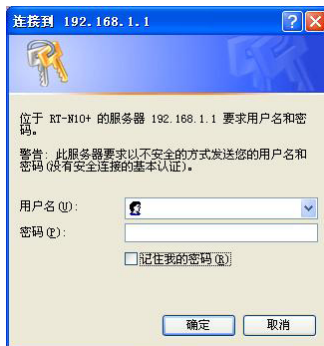 连接到 192.168.1.1
位于 RT-N10+ 的服务器 192.168.1.1 要求用户名和密
码。
警告: 此服务器要求以不安全的方式发送您的用户名和
密码(没有安全连接的基本认证)。
用户名(U):
密码(P):
记住我的密码(R)
确定 取消